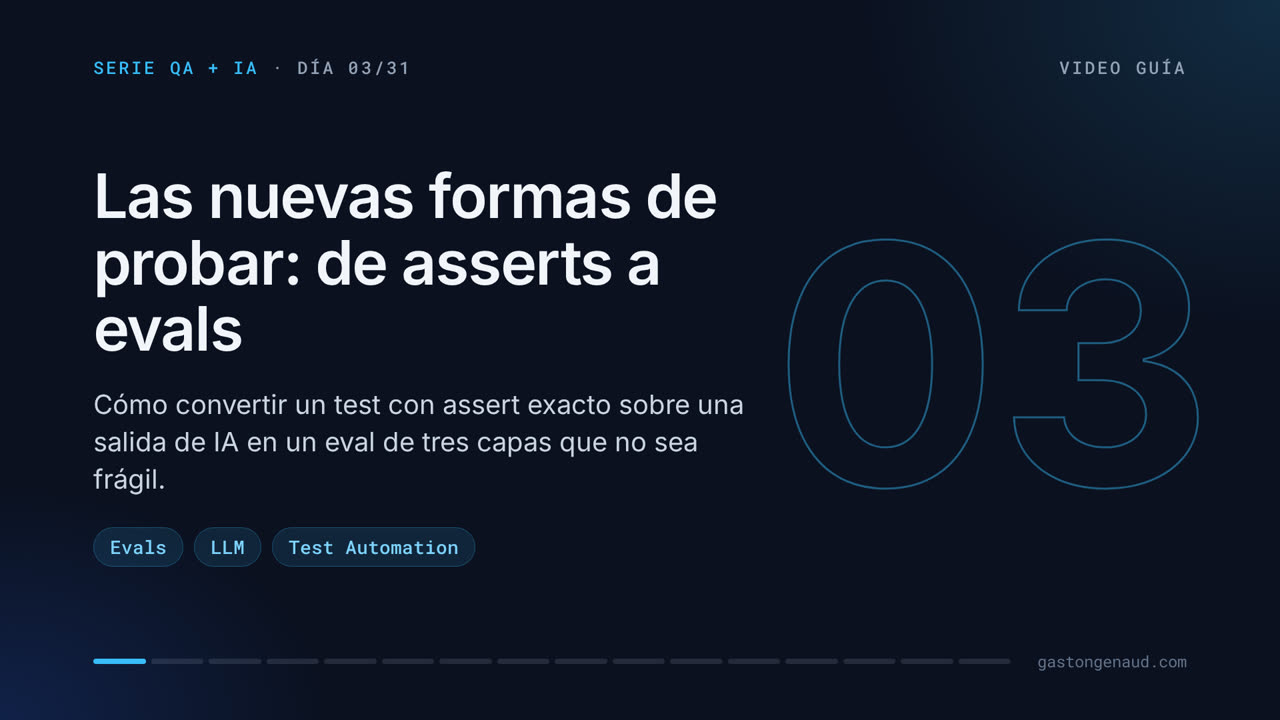 SERIE QA + IA · DÍA 03/31
VIDEO GUÍA
Las nuevas formas de
probar: de asserts a
evals
03
Cómo convertir un test con assert exacto sobre una
salida de IA en un eval de tres capas que no sea
frágil.
Evals
LLM
Test Automation
gastongenaud.com